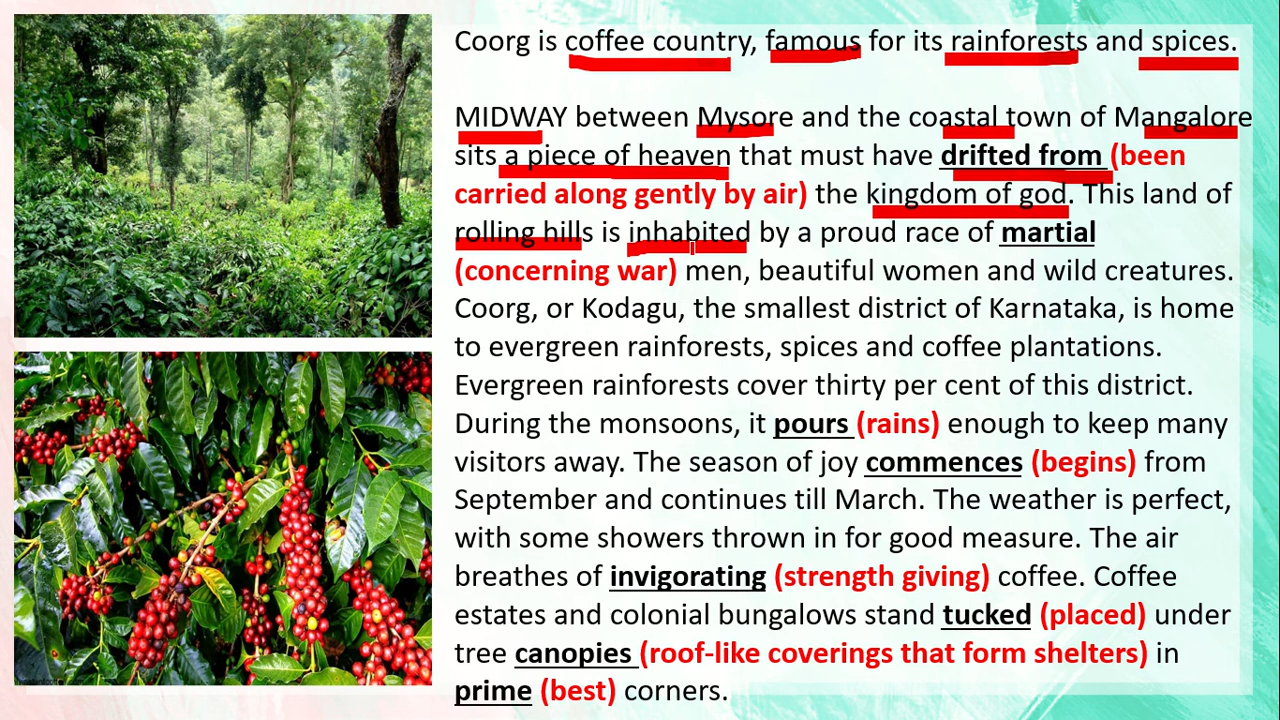 Coorg is coffee country, famous for its rainforests and spices.
MIDWAY between Mysore and the coastal town of Mangalore
sits a piece of heaven that must have drifted from (been
carried along gently by air) the kingdom of god. This land of
rolling hills is inhabited by a proud race of martial
(concerning war) men, beautiful women and wild creatures.
Coorg, or Kodagu, the smallest district of Karnataka, is home
to evergreen rainforests, spices and coffee plantations.
Evergreen rainforests cover thirty per cent of this district.
During the monsoons, it pours (rains) enough to keep many
visitors away. The season of joy commences (begins) from
September and continues till March. The weather is perfect,
with some showers thrown in for good measure. The air
breathes of invigorating (strength giving) coffee. Coffee
estates and colonial bungalows stand tucked (placed) under
tree canopies (roof-like coverings that form shelters) in
prime (best) corners.